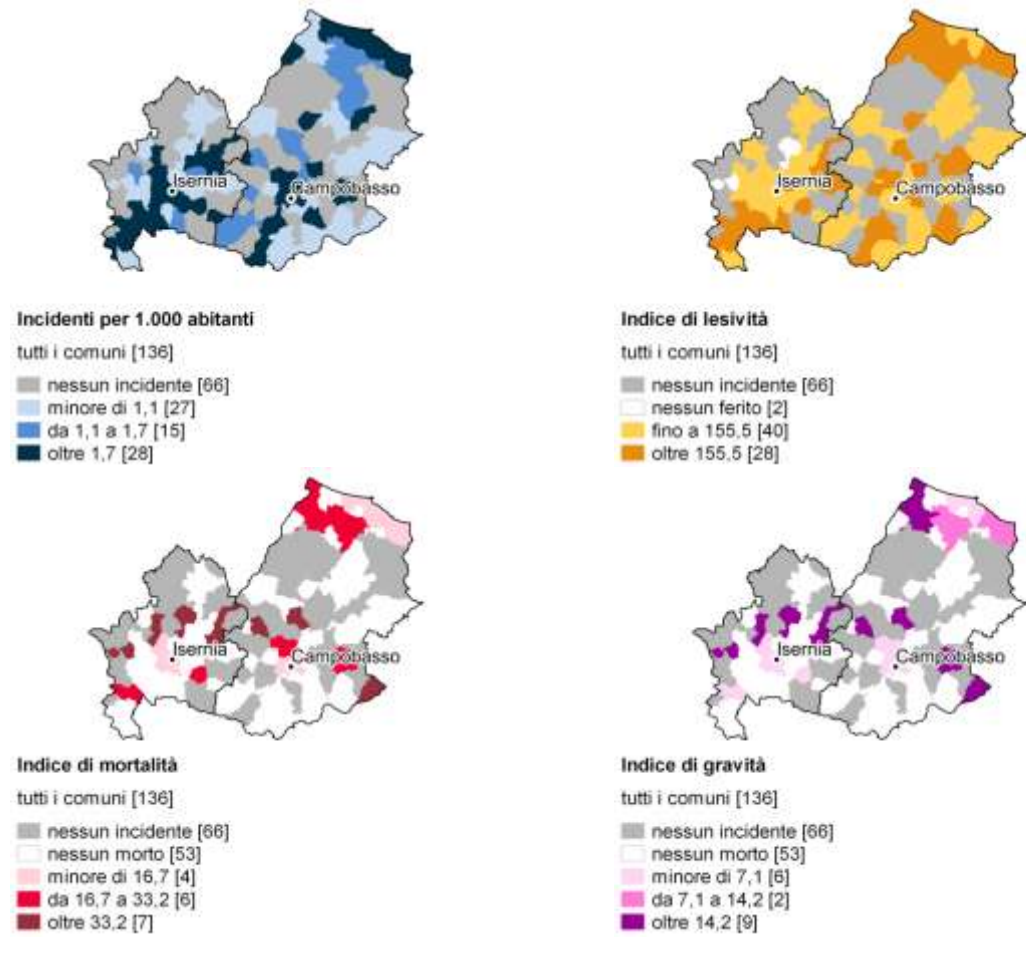 Isernia
Campobasso
Incidenti per 1.000 abitanti
tutti i comuni [136]
nessun incidente [66]
minore di 1,1 [27]
da 1,1 a 1,7 [15]
oltre 1,7 [28]
Isernia
Campobasso
Indice di lesività
tutti i comuni [136]
nessun incidente [66]
nessun ferito [2]
fino a 155,5 [40]
oltre 155,5 [28]
Isernia
Campobasso
Indice di mortalità
tutti i comuni [136]
nessun incidente [66]
nessun morto [53]
minore di 16,7 [4]
da 16,7 a 33,2 [6]
oltre 33,2 [7]
Isernia
Campobasso
Indice di gravità
tutti i comuni [136]
nessun incidente [66]
nessun morto [53]
minore di 7,1 [6]
da 7,1 a 14,2 [2]
oltre 14,2 [9]